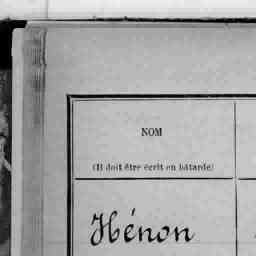 NOM
(Il doit être écrit en bâtarde)
Hénon